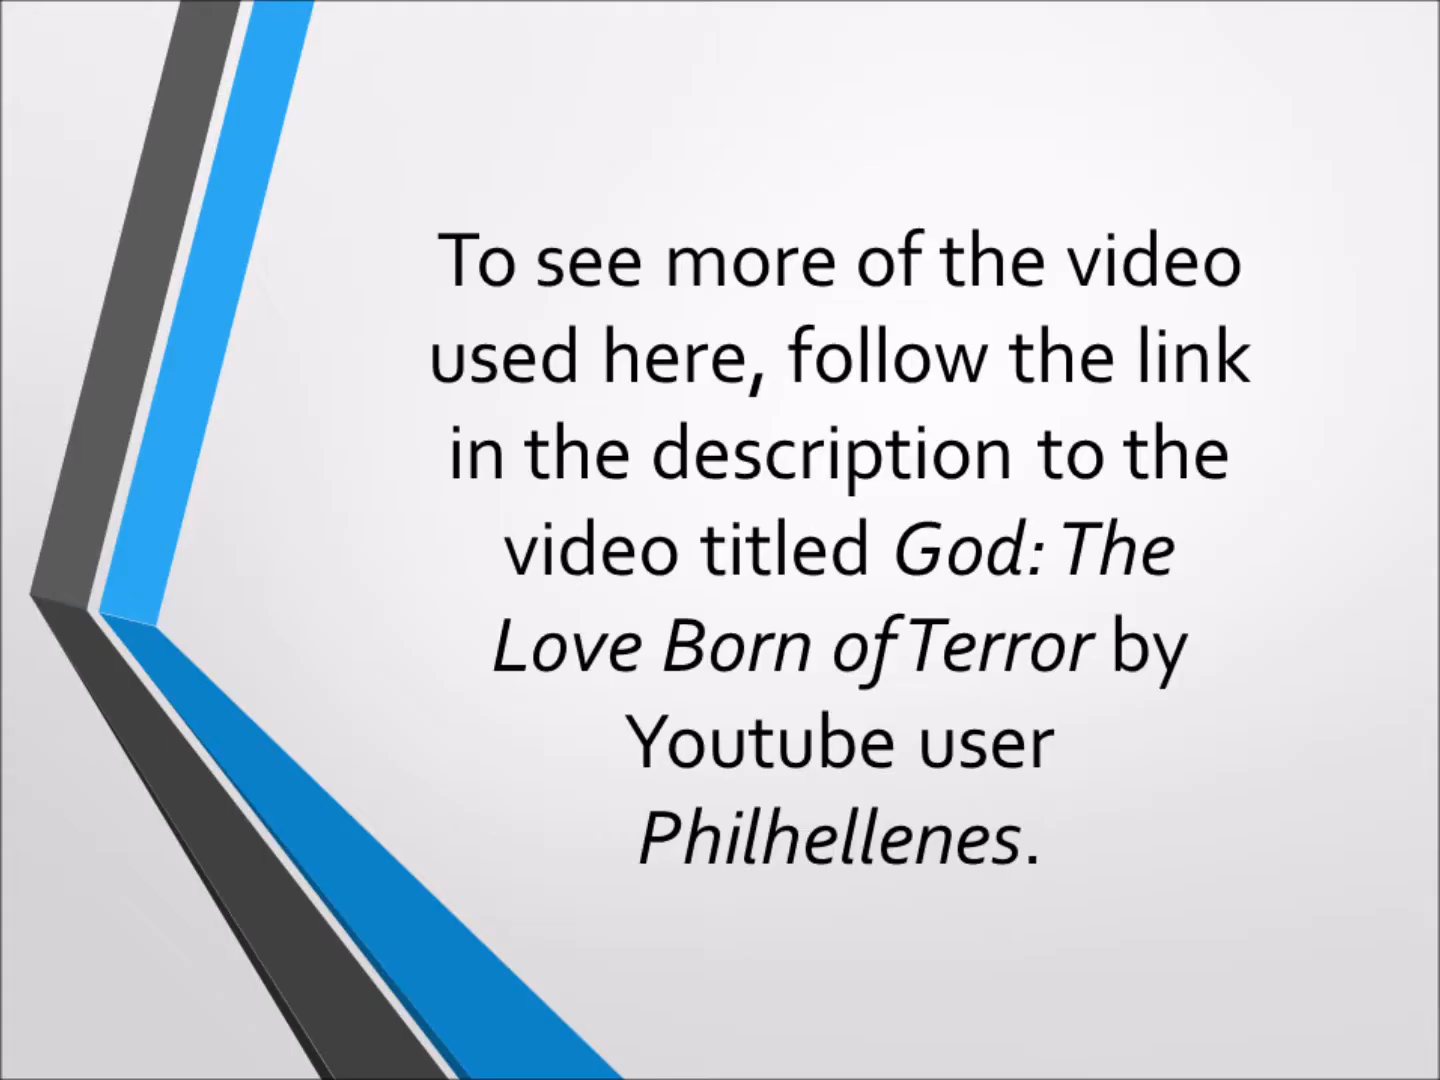 To see more of the video
used here, follow the link
in the description to the
video titled God: The
Love Born of Terror by
Youtube user
Philhellenes.